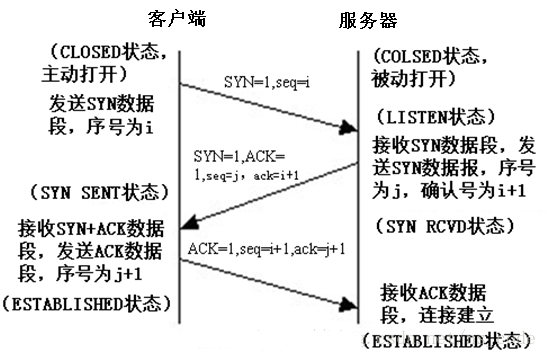 客户端
服务器
(CLOSED状态,
主动打开)
(COLSED状态,
被动打开)
SYN=1,seq=i
发送SYN数据
段，序号为i
(LISTEN状态)
接收SYN数据段，发
送SYN数据报，序号
为j，确认号为i+1
SYN=1,ACK=
1,seq=j，ack=i+1
(SYN SENT状态)
(SYN RCVD状态)
接收SYN+ACK数据
段，发送ACK数据
段，序号为j+1
ACK=1,seq=i+1,ack=j+1
(ESTABLISHED状态)
接收ACK数据
段，连接建立
(ESTABLISHED状态)